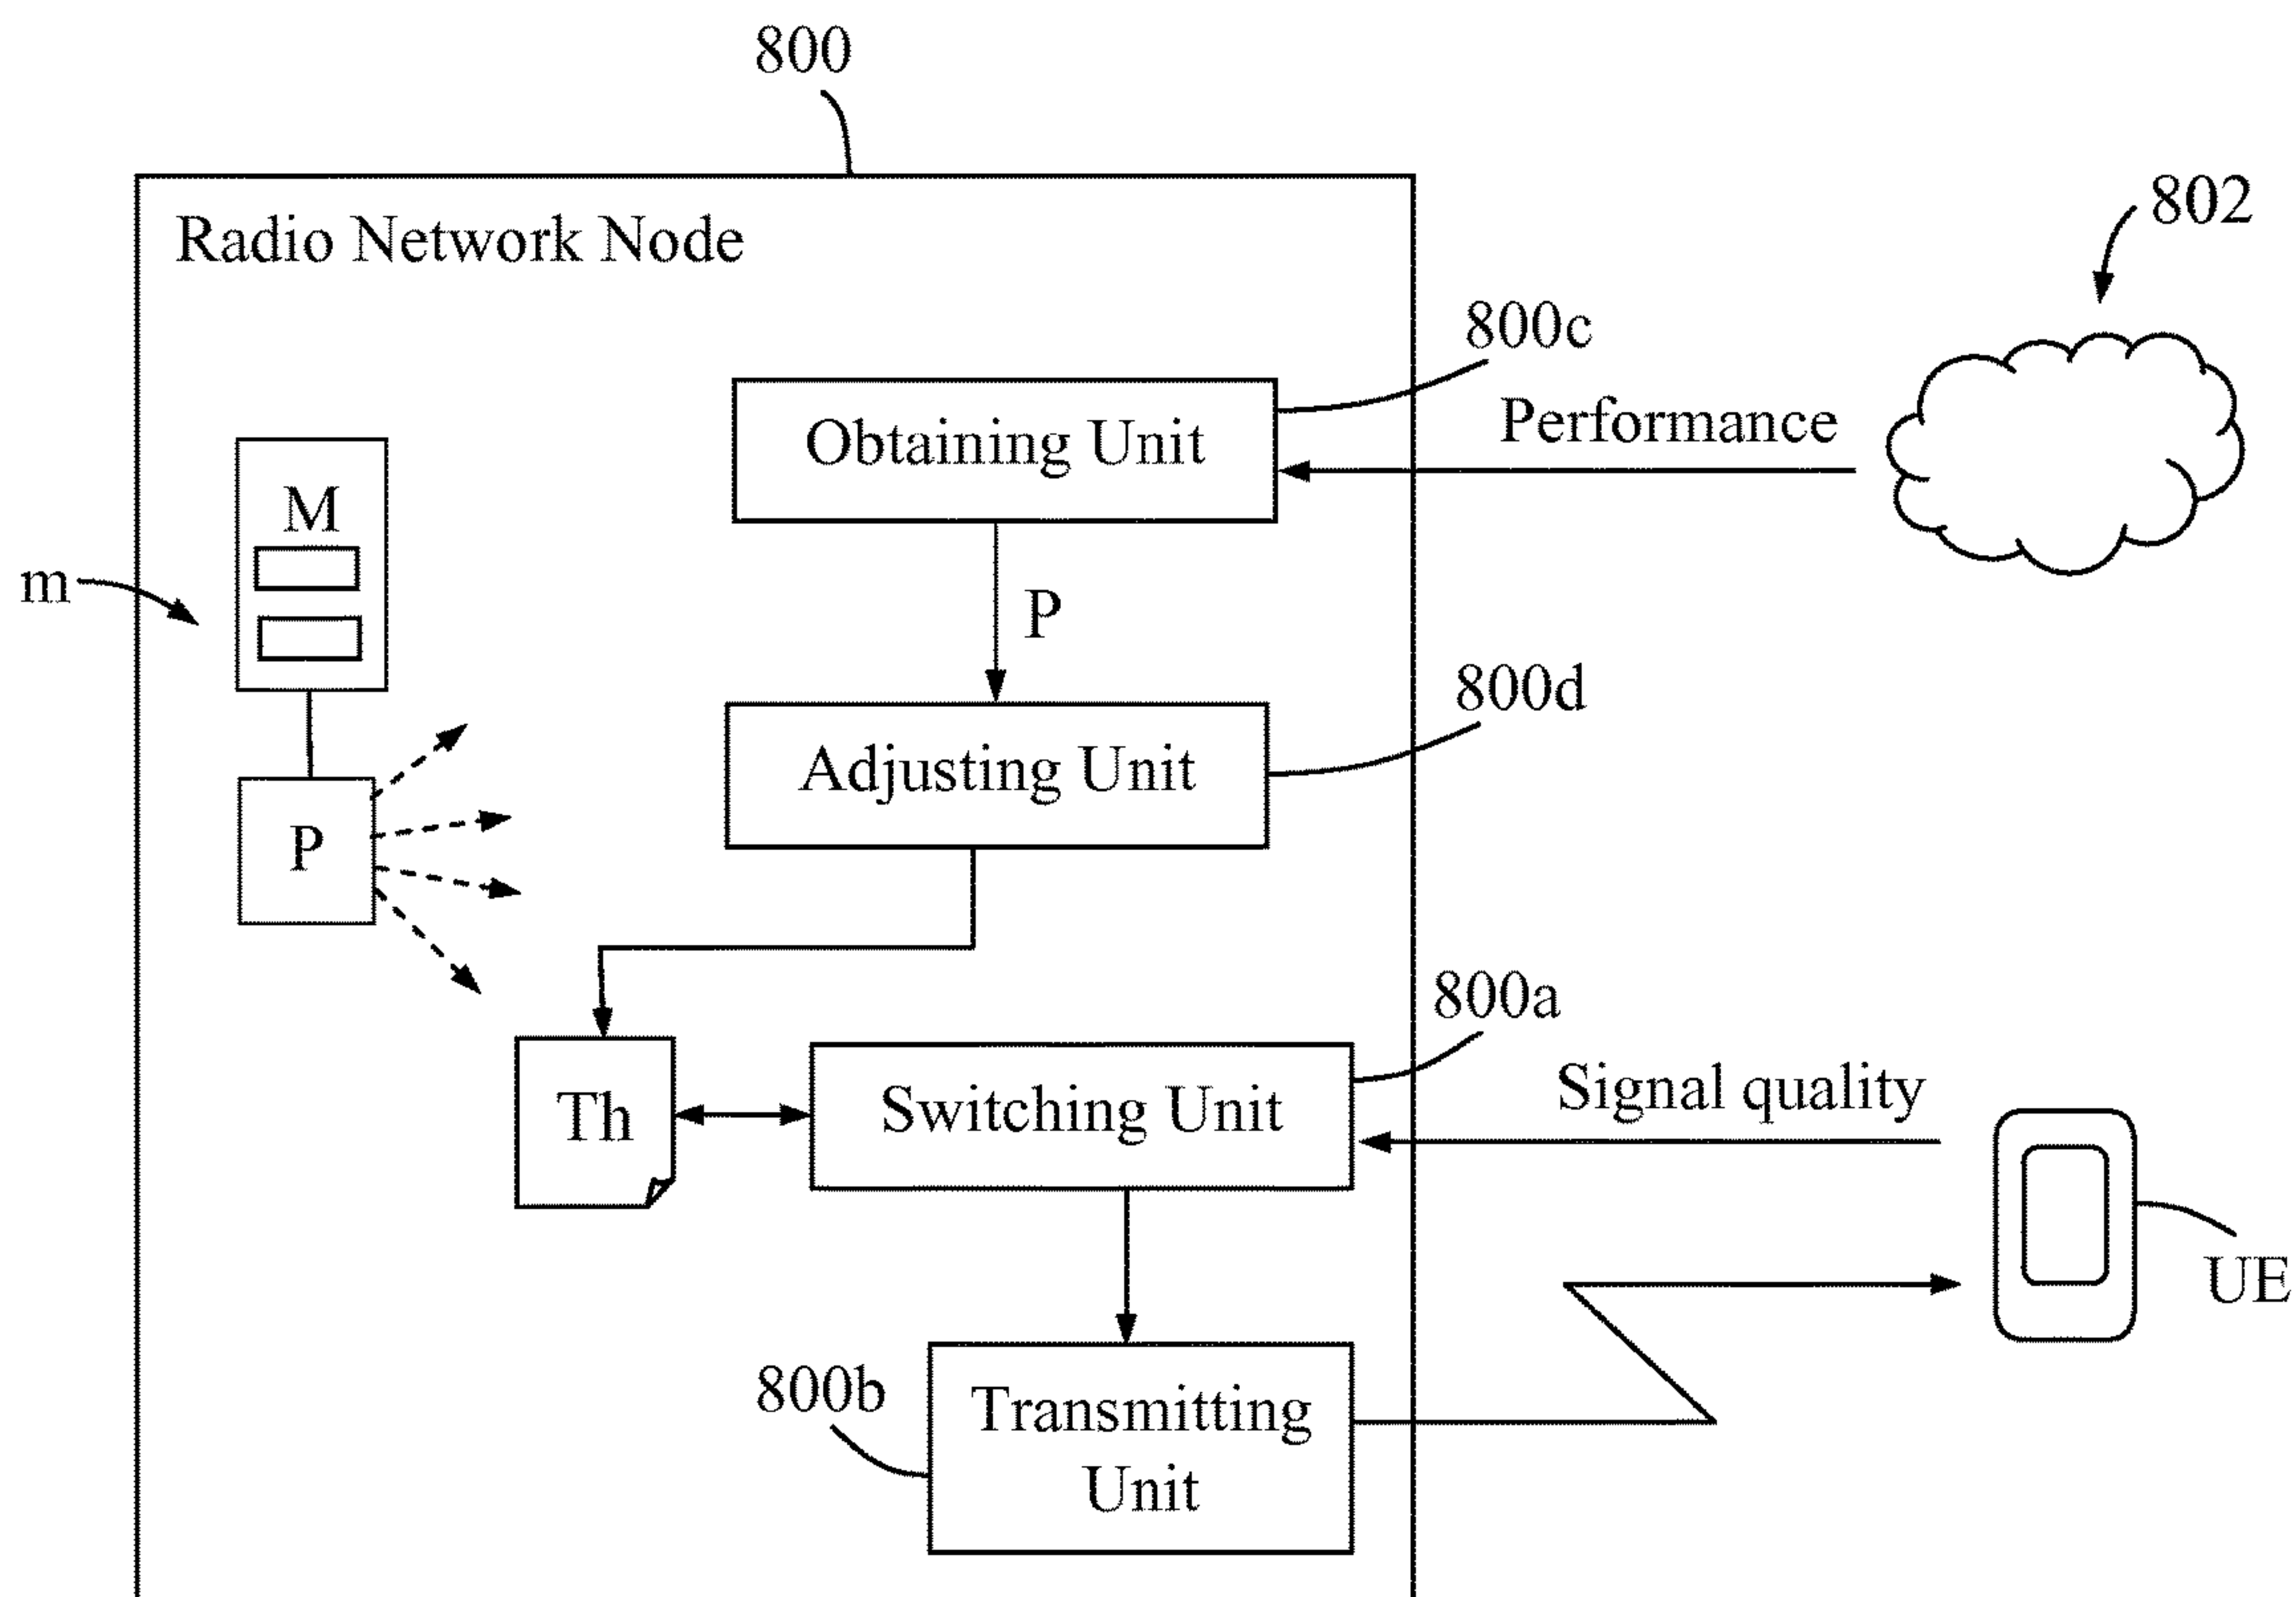 800
802
Radio Network Node
800c
Performance
Obtaining Unit
M
m
P
800d
Adjusting Unit
P
800a
Signal quality
Th
Switching Unit
UE
800b
Transmitting
Unit